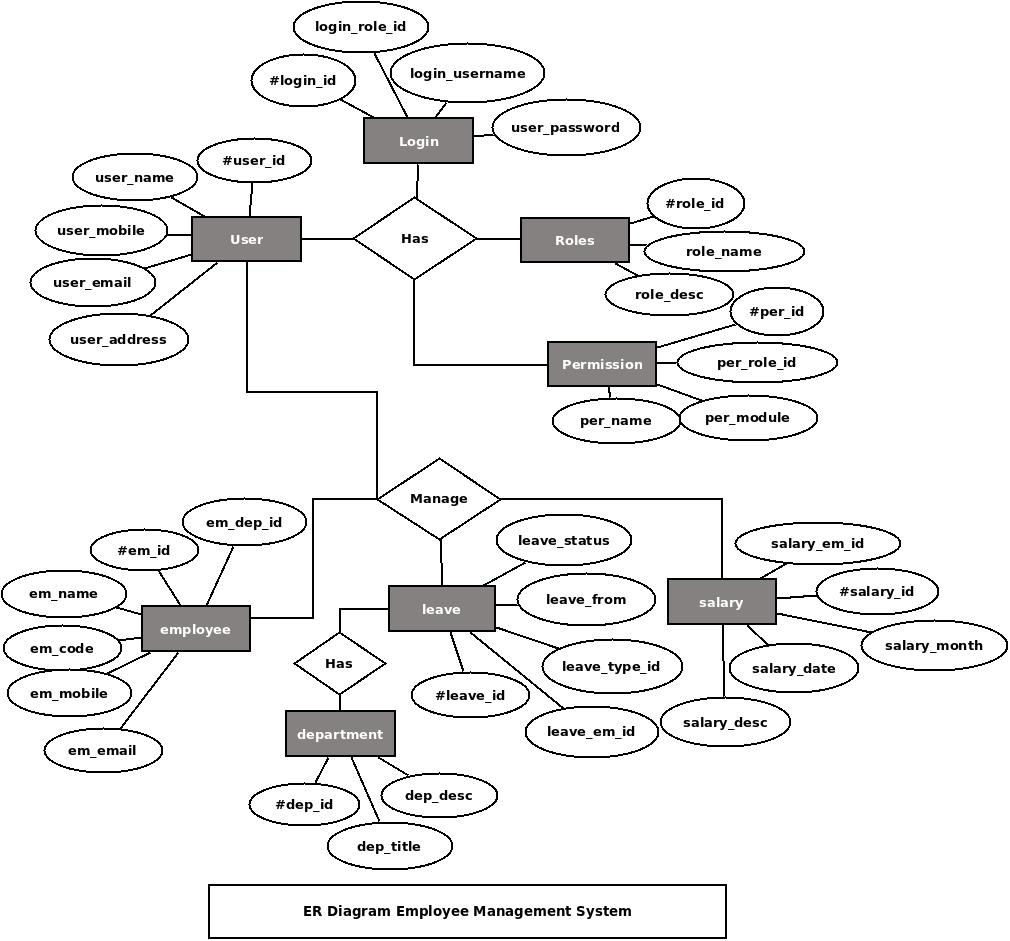 login_role_id
login_username
#login_id
user_password
Login
#user_id
user_name
user_mobile
user_email
user_address
User
Has
Roles
#role_id
role_name
role_desc
#per_id
Permission
per_role_id
per_name
per_module
Manage
em_dep_id
#em_id
em_name
em_code
em_mobile
em_email
employee
leave_status
leave_from
leave
leave_type_id
#leave_id
leave_em_id
salary_em_id
#salary_id
salary
salary_month
salary_date
salary_desc
Has
department
#dep_id
dep_desc
dep_title
ER Diagram Employee Management System